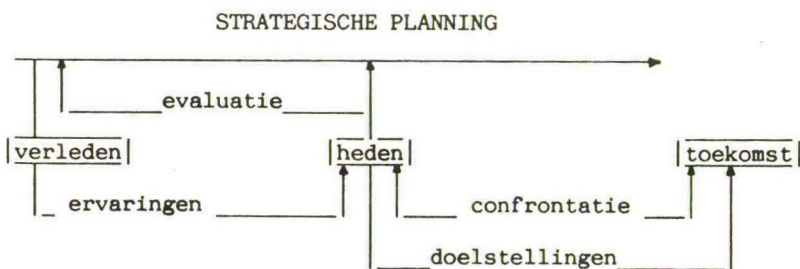 STRATEGISCHE PLANNING
evaluatie
verleden heden toekomst
ervaringen confrontatie
doelstellingen